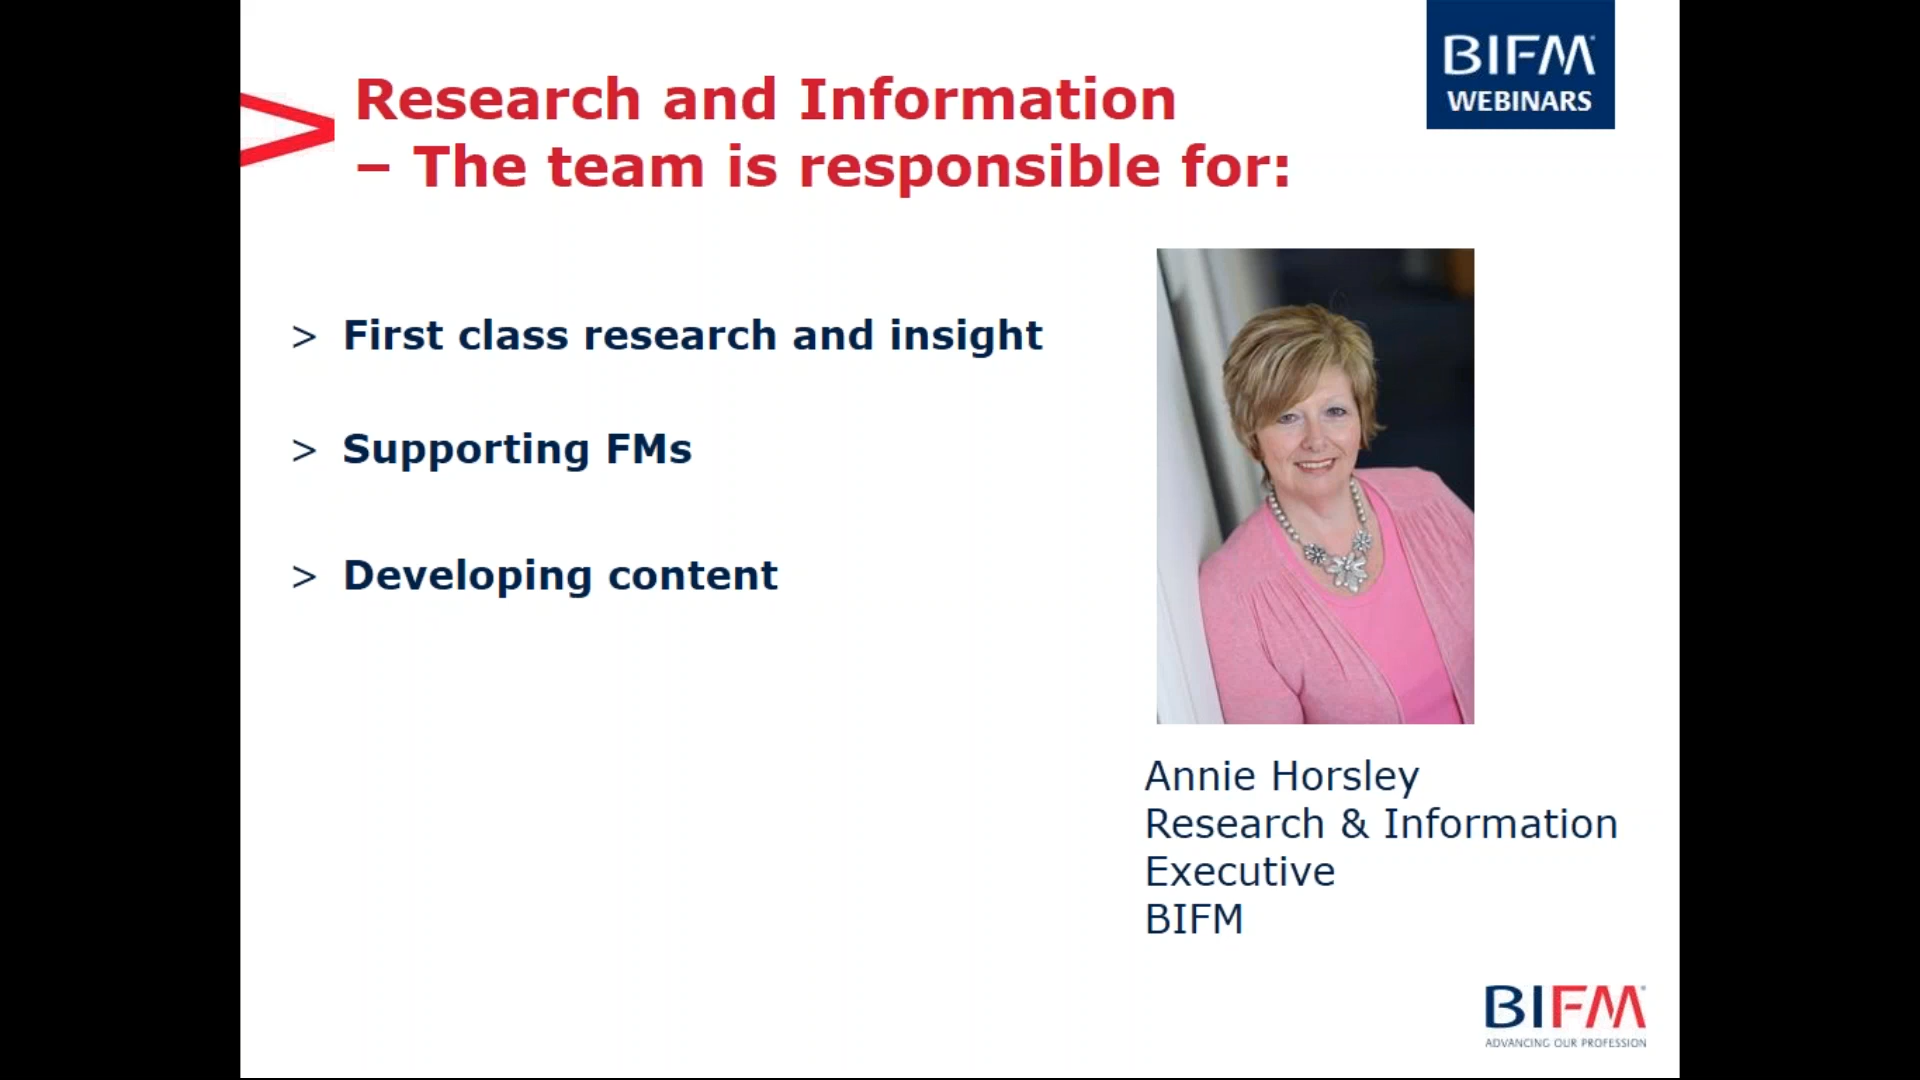 BIFM
WEBINARS
Research and Information
– The team is responsible for:
> First class research and insight
> Supporting FMs
> Developing content
Annie Horsley
Research & Information
Executive
BIFM
BIFM
ADVANCING OUR PROFESSION